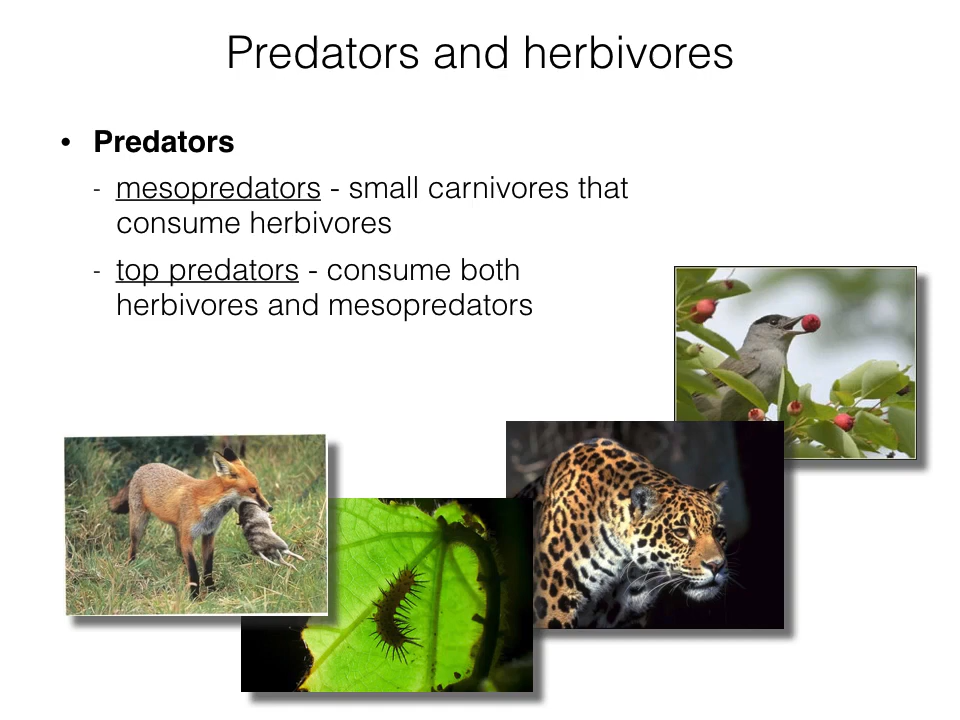 Predators and herbivores
• Predators
- mesopredators - small carnivores that
consume herbivores
- top predators - consume both
herbivores and mesopredators